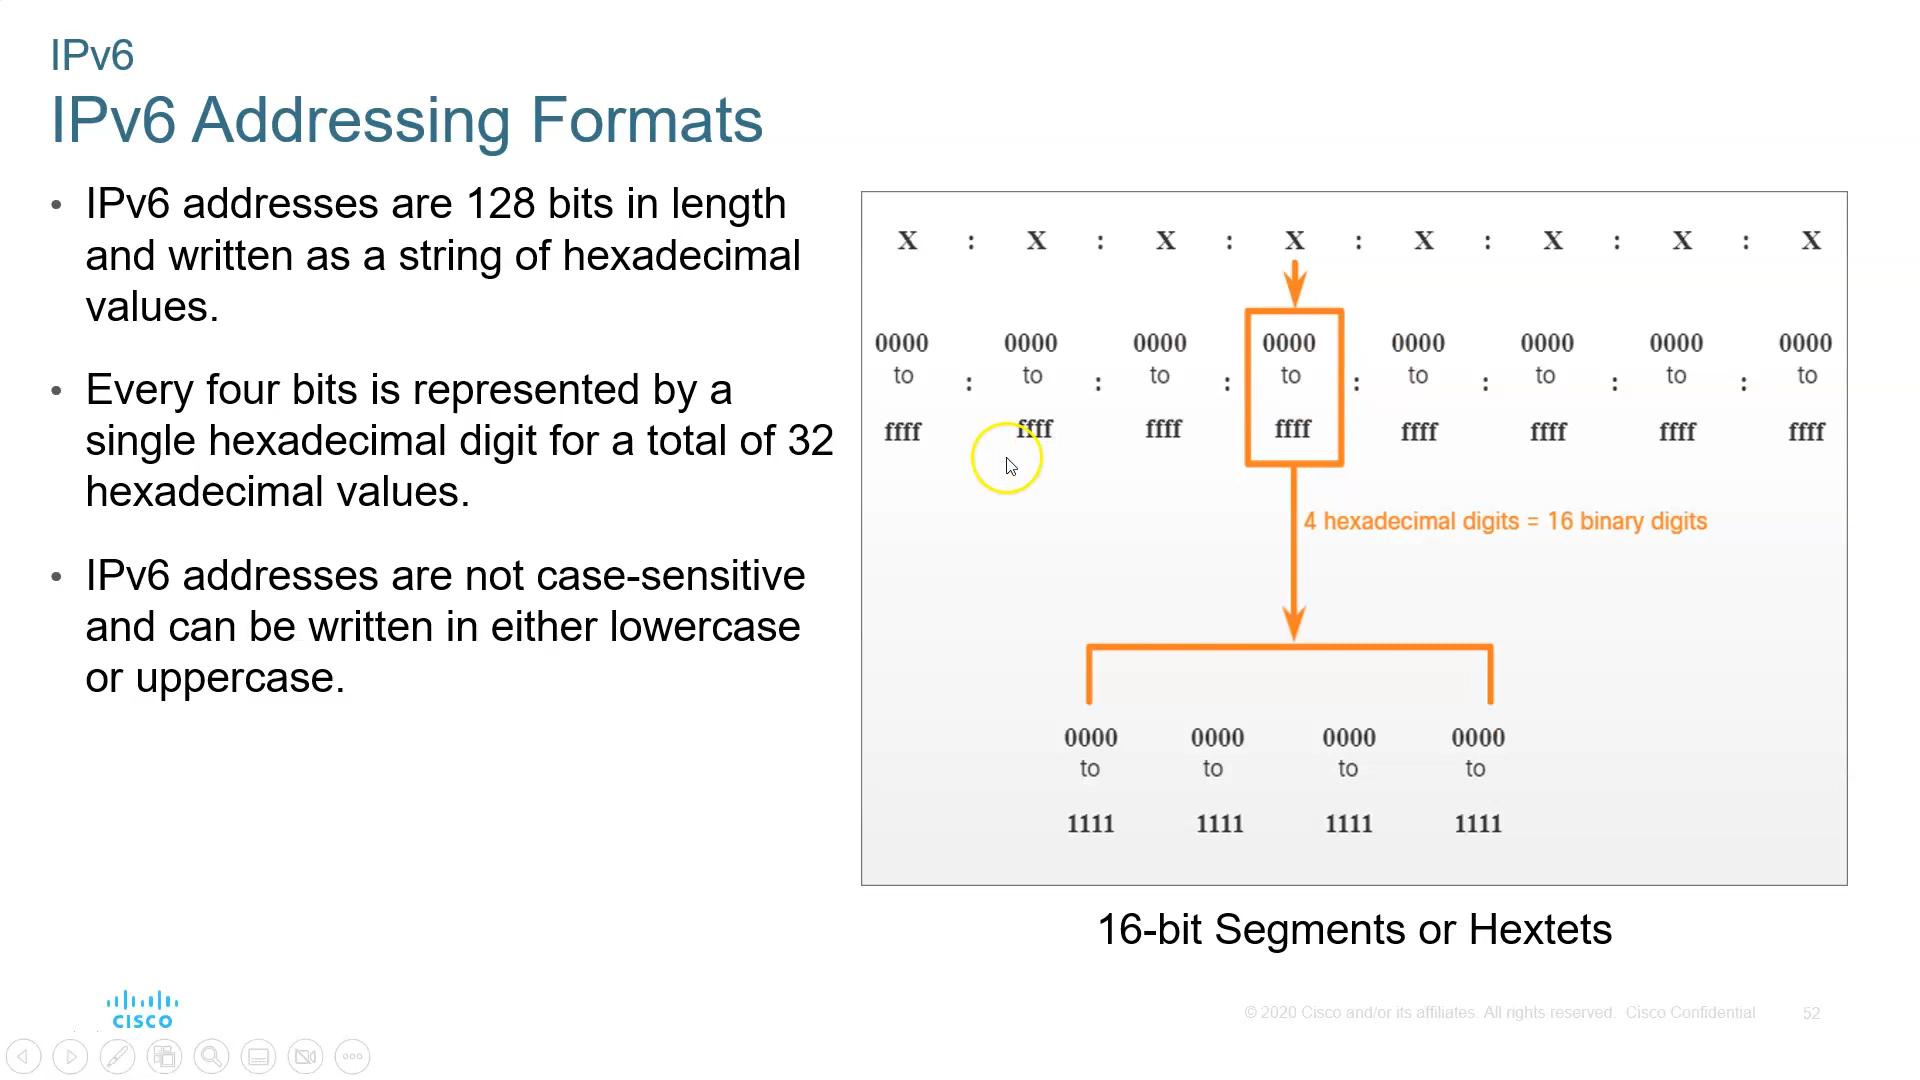 IPv6
IPv6 Addressing Formats
• IPv6 addresses are 128 bits in length
and written as a string of hexadecimal
values.
• Every four bits is represented by a
single hexadecimal digit for a total of 32
hexadecimal values.
• IPv6 addresses are not case-sensitive
and can be written in either lowercase
or uppercase.
X : X : X : X : X : X : X : X
0000 0000 0000 0000 0000 0000 0000 0000
to : to : to : to : to : to : to : to
ffff ffff ffff ffff ffff ffff ffff ffff
4 hexadecimal digits = 16 binary digits
0000 0000 0000 0000
to to to to
1111 1111 1111 1111
16-bit Segments or Hextets
CISCO
© 2020 Cisco and/or its affiliates. All rights reserved. Cisco Confidential 52